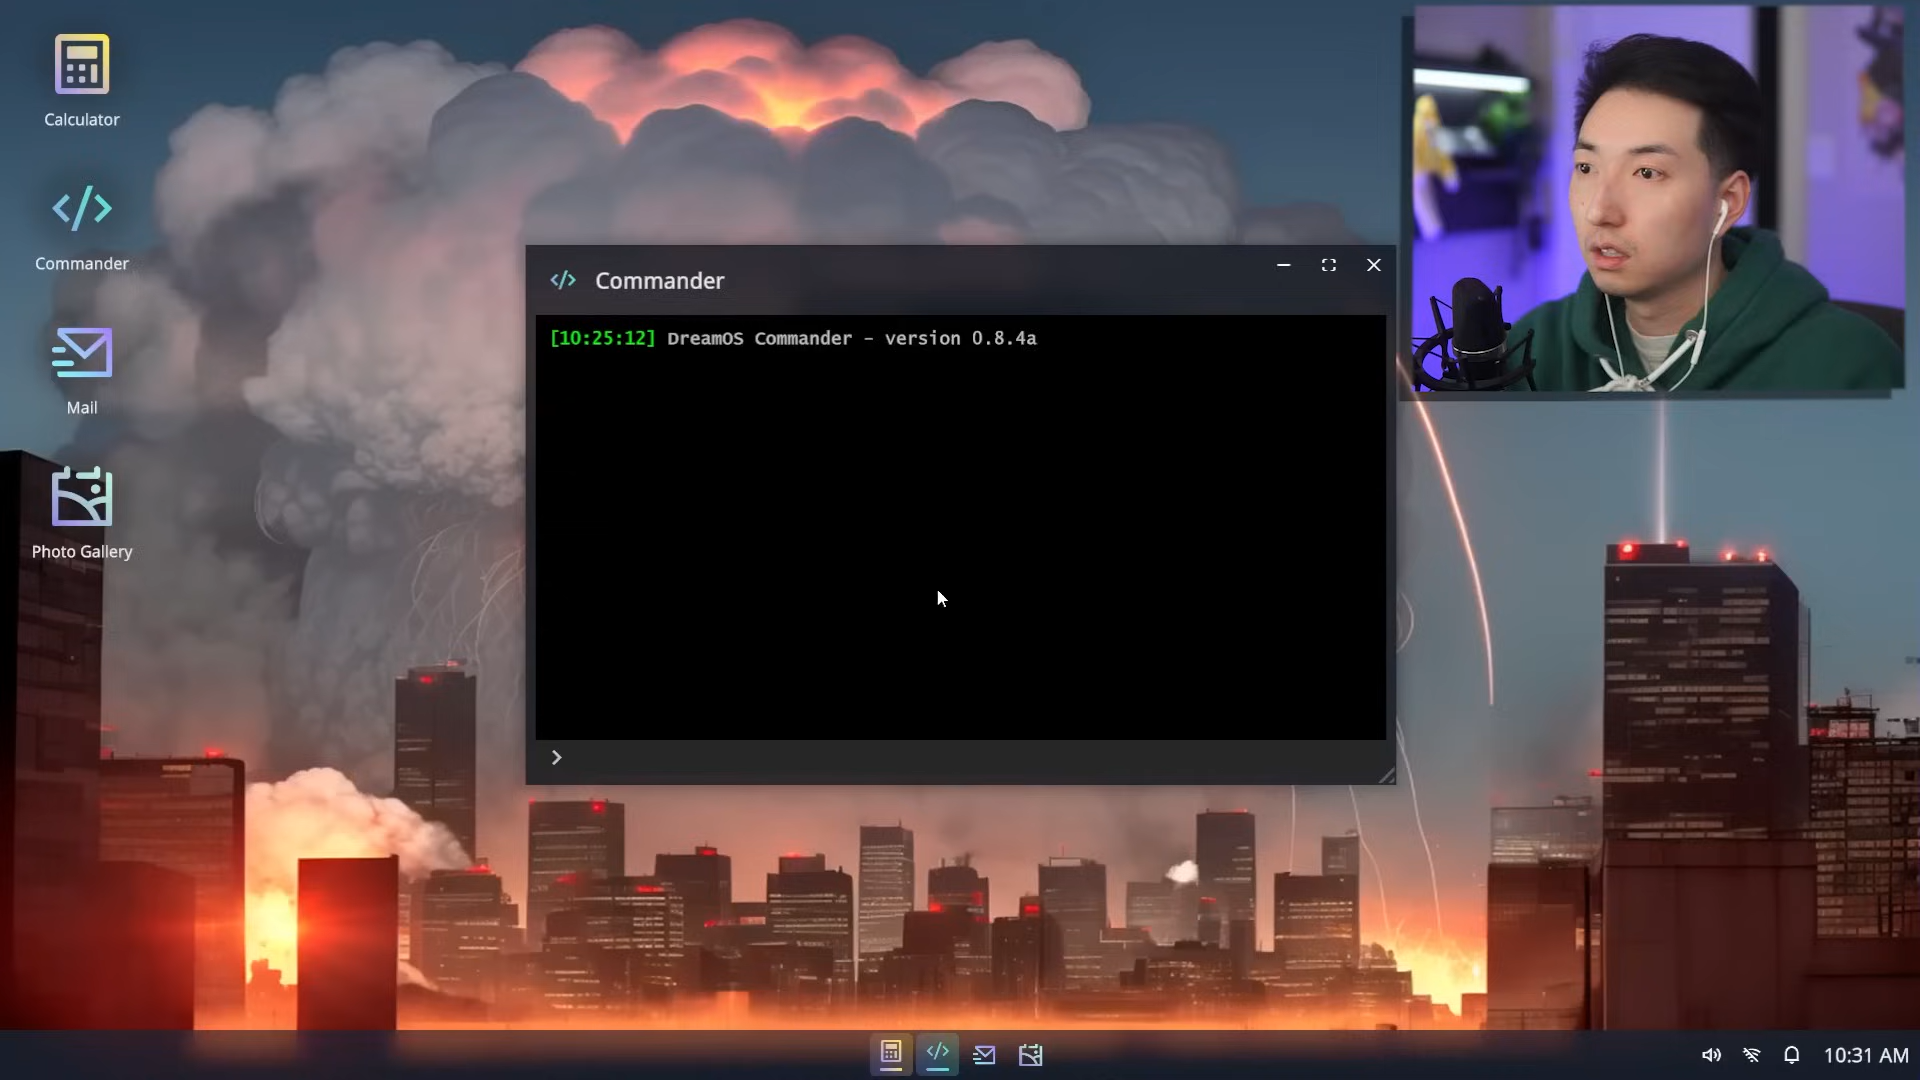 Calculator
Commander
Mail
Photo Gallery
Commander
[10:25:12] DreamOS Commander - version 0.8.4a
10:31 AM